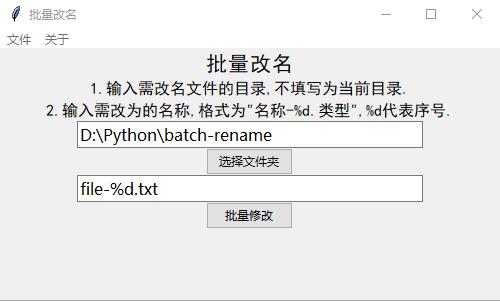 批量改名
文件 关于
批量改名
1.输入需改名文件的目录,不填写为当前目录.
2.输入需改为的名称,格式为"名称-%d.类型",%d代表序号.
D:\Python\batch-rename
选择文件夹
file-%d.txt
批量修改